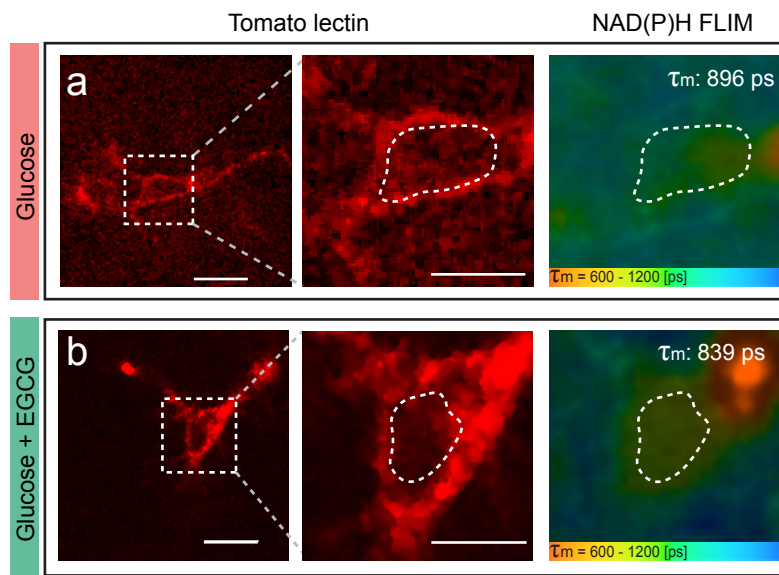 Tomato lectin
NAD(P)H FLIM
Glucose
a
τm: 896 ps
τm = 600 - 1200 [ps]
Glucose + EGCG
b
τm: 839 ps
τm = 600 - 1200 [ps]